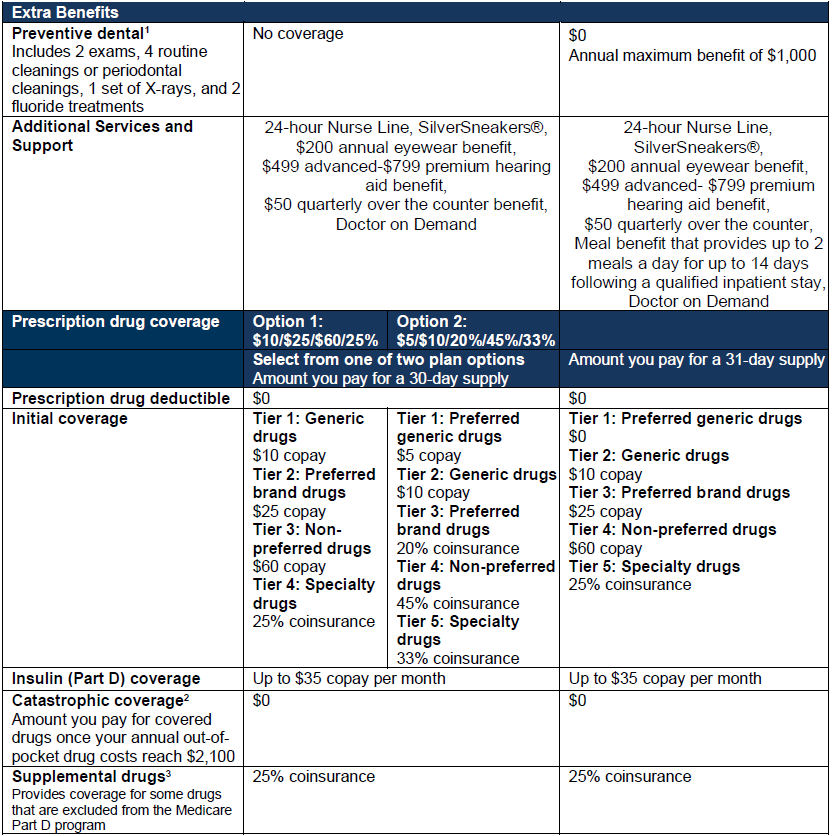 Extra Benefits
Preventive dental¹
Includes 2 exams, 4 routine
cleanings or periodontal
cleanings, 1 set of X-rays, and 2
fluoride treatments
No coverage
$0
Annual maximum benefit of $1,000
Additional Services and
Support
24-hour Nurse Line, SilverSneakers®,
$200 annual eyewear benefit,
$499 advanced-$799 premium hearing
aid benefit,
$50 quarterly over the counter benefit,
Doctor on Demand
24-hour Nurse Line,
SilverSneakers®,
$200 annual eyewear benefit,
$499 advanced- $799 premium
hearing aid benefit,
$50 quarterly over the counter,
Meal benefit that provides up to 2
meals a day for up to 14 days
following a qualified inpatient stay,
Doctor on Demand
Prescription drug coverage
Option 1:
$10/$25/$60/25%
Option 2:
$5/$10/20%/45%/33%
Select from one of two plan options
Amount you pay for a 30-day supply
Amount you pay for a 31-day supply
Prescription drug deductible
$0
$0
Initial coverage
Tier 1: Generic
drugs
$10 copay
Tier 2: Preferred
brand drugs
$25 copay
Tier 3: Non-
preferred drugs
$60 copay
Tier 4: Specialty
drugs
25% coinsurance
Tier 1: Preferred
generic drugs
$5 copay
Tier 2: Generic drugs
$10 copay
Tier 3: Preferred
brand drugs
20% coinsurance
Tier 4: Non-preferred
drugs
45% coinsurance
Tier 5: Specialty
drugs
33% coinsurance
Tier 1: Preferred generic drugs
$0
Tier 2: Generic drugs
$10 copay
Tier 3: Preferred brand drugs
$25 copay
Tier 4: Non-preferred drugs
$60 copay
Tier 5: Specialty drugs
25% coinsurance
Insulin (Part D) coverage
Up to $35 copay per month
Up to $35 copay per month
Catastrophic coverage²
Amount you pay for covered
drugs once your annual out-of-
pocket drug costs reach $2,100
$0
$0
Supplemental drugs³
Provides coverage for some drugs
that are excluded from the Medicare
Part D program
25% coinsurance
25% coinsurance